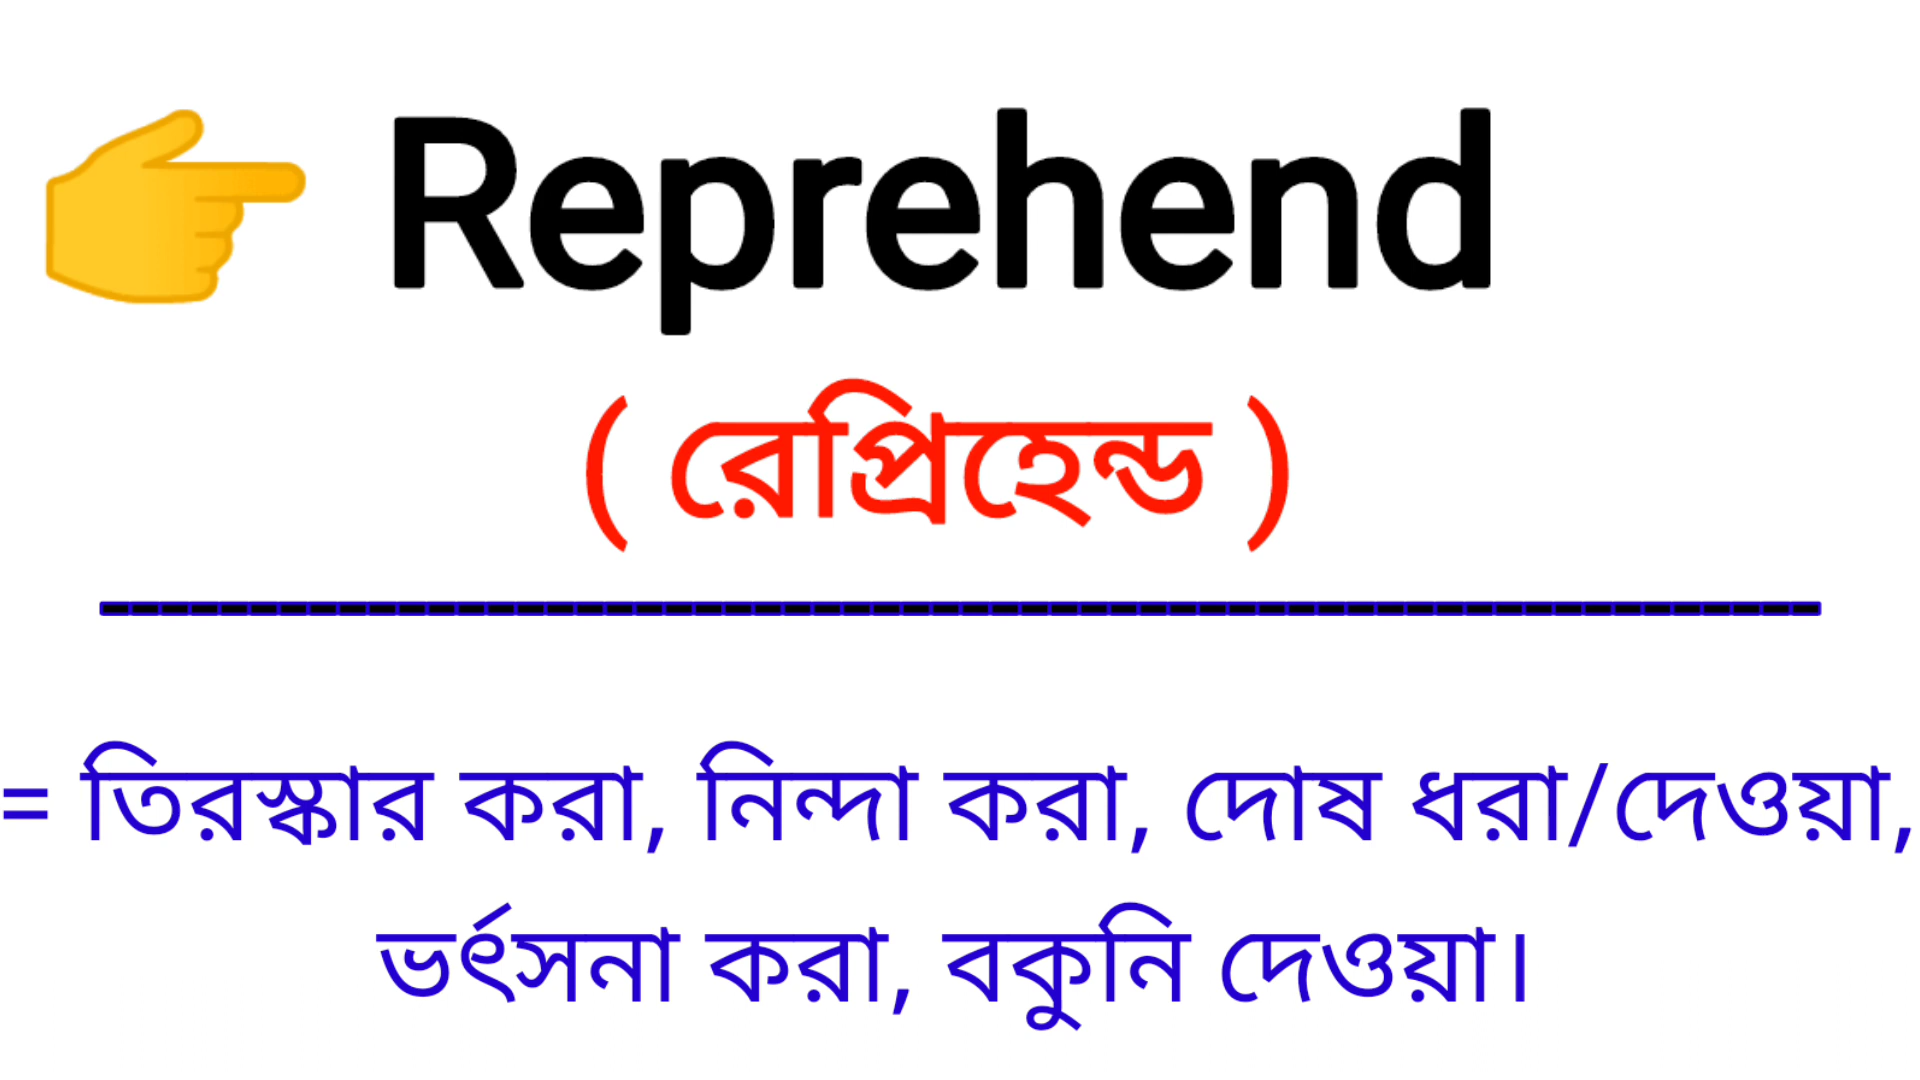 👉 Reprehend
( রেপ্রিহেন্ড )
----------------------------------------------------------
= তিরস্কার করা, নিন্দা করা, দোষ ধরা/দেওয়া,
ভর্ৎসনা করা, বকুনি দেওয়া।